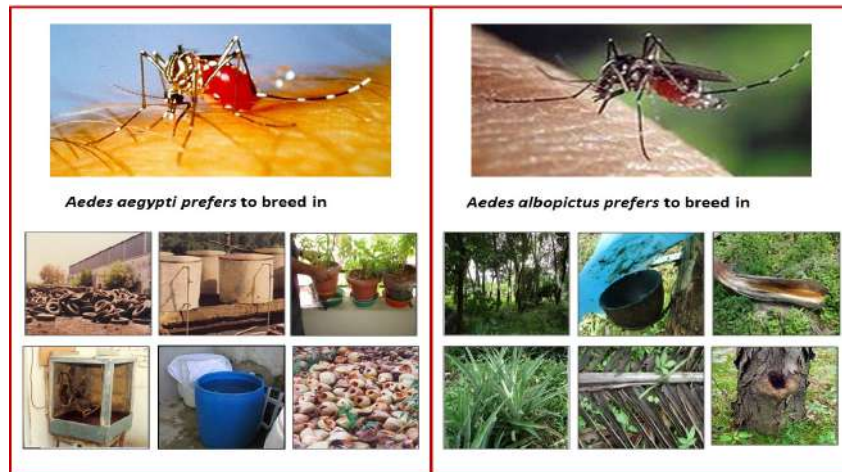 Aedes aegypti prefers to breed in
Aedes albopictus prefers to breed in